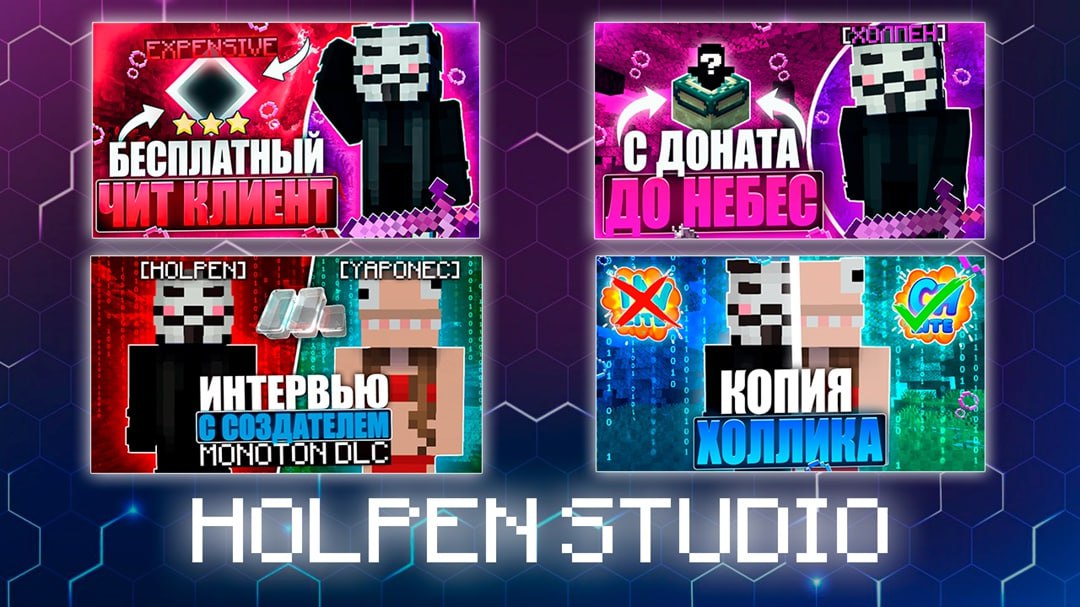 EXPENSIVE
БЕСПЛАТНЫЙ
ЧИТ КЛИЕНТ
[ХОЛПЕН]
?
С ДОНАТА
ДО НЕБЕС
[HOLPEN]
[YAPONEC]
ИНТЕРВЬЮ
С СОЗДАТЕЛЕМ
MONOTON DLC
КОПИЯ
ХОЛЛИКА
HOLPEN STUDIO